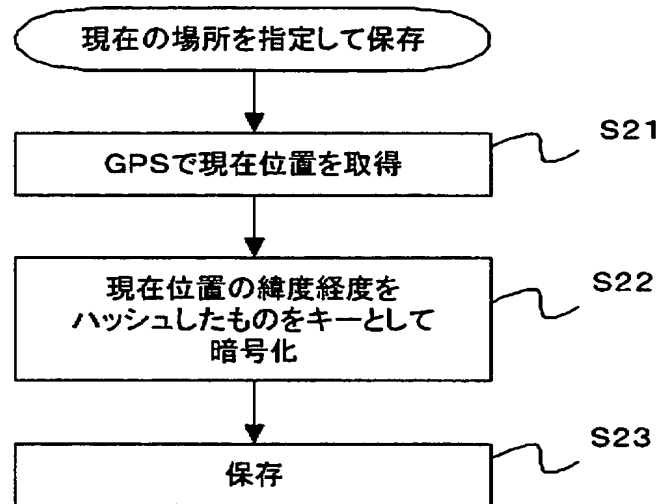 現在の場所を指定して保存
S21
GPSで現在位置を取得
S22
現在位置の緯度経度を
ハッシュしたものをキーとして
暗号化
S23
保存